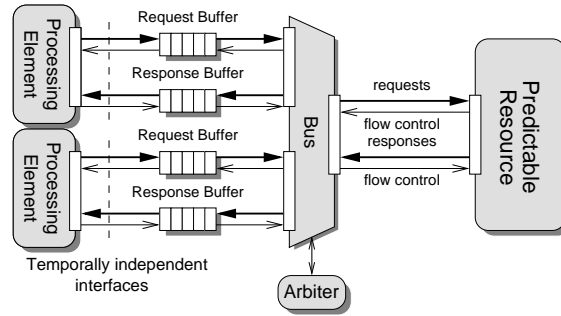 Processing
Element
Request Buffer
Response Buffer
Processing
Element
Request Buffer
Response Buffer
Temporally independent
interfaces
Bus
Arbiter
requests
flow control
responses
flow control
Predictable
Resource